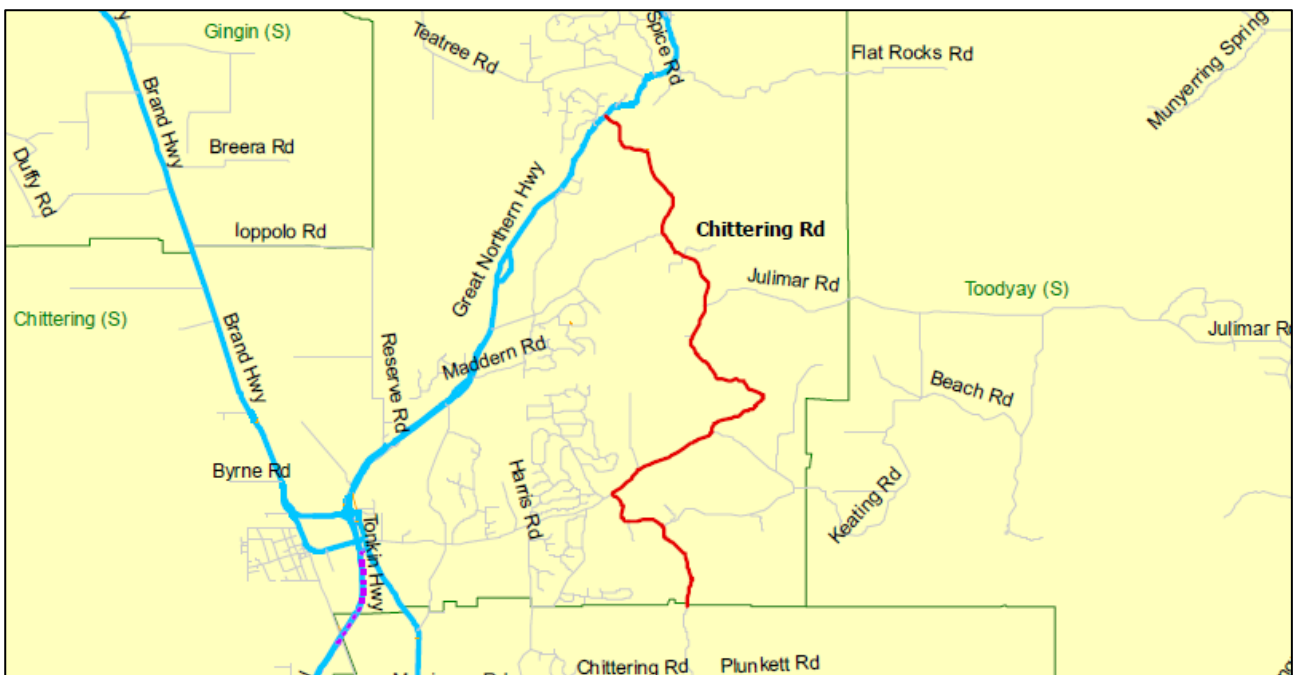 Gingin (S)
Teatree Rd
Spice Rd
Flat Rocks Rd
Munyerring Spring
Brand Hwy
Breera Rd
Duffy Rd
Ioppolo Rd
Great Northern Hwy
Chittering Rd
Julimar Rd
Toodyay (S)
Chittering (S)
Julimar R
Brand Hwy
Reserve Rd
Maddern Rd
Beach Rd
Byrne Rd
Harris Rd
Keating Rd
Tonkin Hwy
Chittering Rd
Plunkett Rd